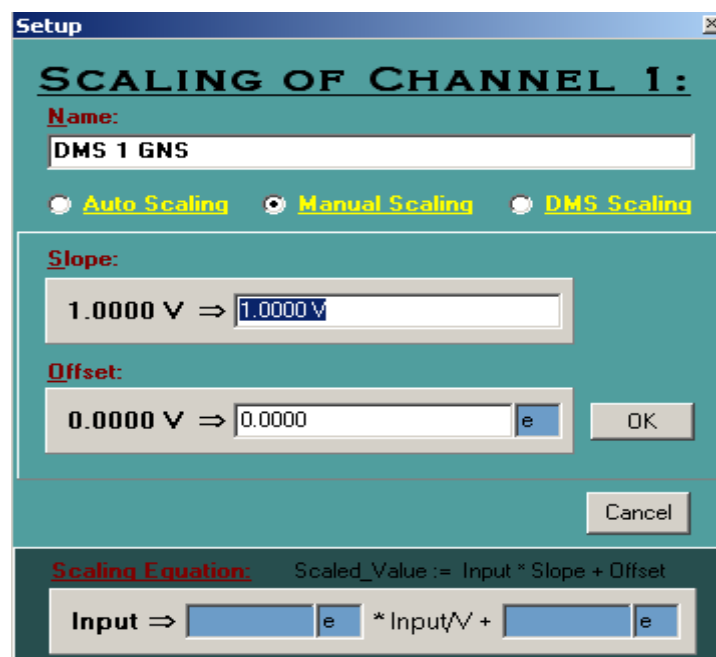 Setup
SCALING OF CHANNEL 1:
Name:
DMS 1 GNS
Auto Scaling Manual Scaling DMS Scaling
Slope:
1.0000 V ⇒ 1.0000 V
Offset:
0.0000 V ⇒ 0.0000 e OK
Cancel
Scaling Equation: Scaled_Value := Input * Slope + Offset
Input ⇒ e * Input/V + e